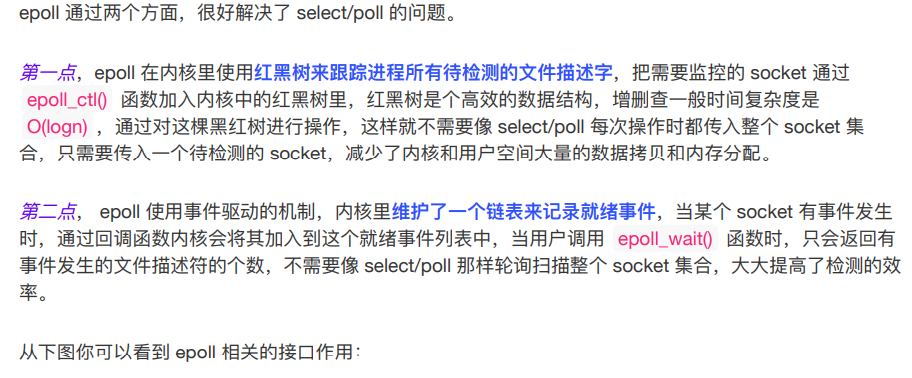 epoll 通过两个方面，很好解决了 select/poll 的问题。
第一点，epoll 在内核里使用红黑树来跟踪进程所有待检测的文件描述字，把需要监控的 socket 通过
epoll_ctl() 函数加入内核中的红黑树里，红黑树是个高效的数据结构，增删查一般时间复杂度是
O(logn) ，通过对这棵黑红树进行操作，这样就不需要像 select/poll 每次操作时都传入整个 socket 集
合，只需要传入一个待检测的 socket，减少了内核和用户空间大量的数据拷贝和内存分配。
第二点， epoll 使用事件驱动的机制，内核里维护了一个链表来记录就绪事件，当某个 socket 有事件发生
时，通过回调函数内核会将其加入到这个就绪事件列表中，当用户调用 epoll_wait() 函数时，只会返回有
事件发生的文件描述符的个数，不需要像 select/poll 那样轮询扫描整个 socket 集合，大大提高了检测的效
率。
从下图你可以看到 epoll 相关的接口作用：